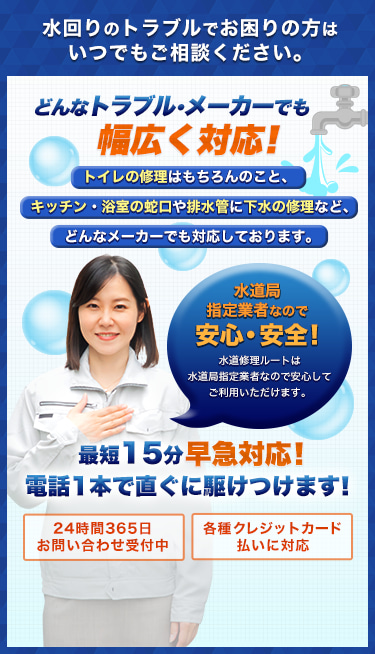 水回りのトラブルでお困りの方は
いつでもご相談ください。
どんなトラブル・メーカーでも
幅広く対応！
トイレの修理はもちろんのこと、
キッチン・浴室の蛇口や排水管に下水の修理など、
どんなメーカーでも対応しております。
水道局
指定業者なので
安心・安全！
水道修理ルートは
水道局指定業者なので安心して
ご利用いただけます。
最短15分早急対応！
電話1本で直ぐに駆けつけます！
24時間365日
お問い合わせ受付中
各種クレジットカード
払いに対応